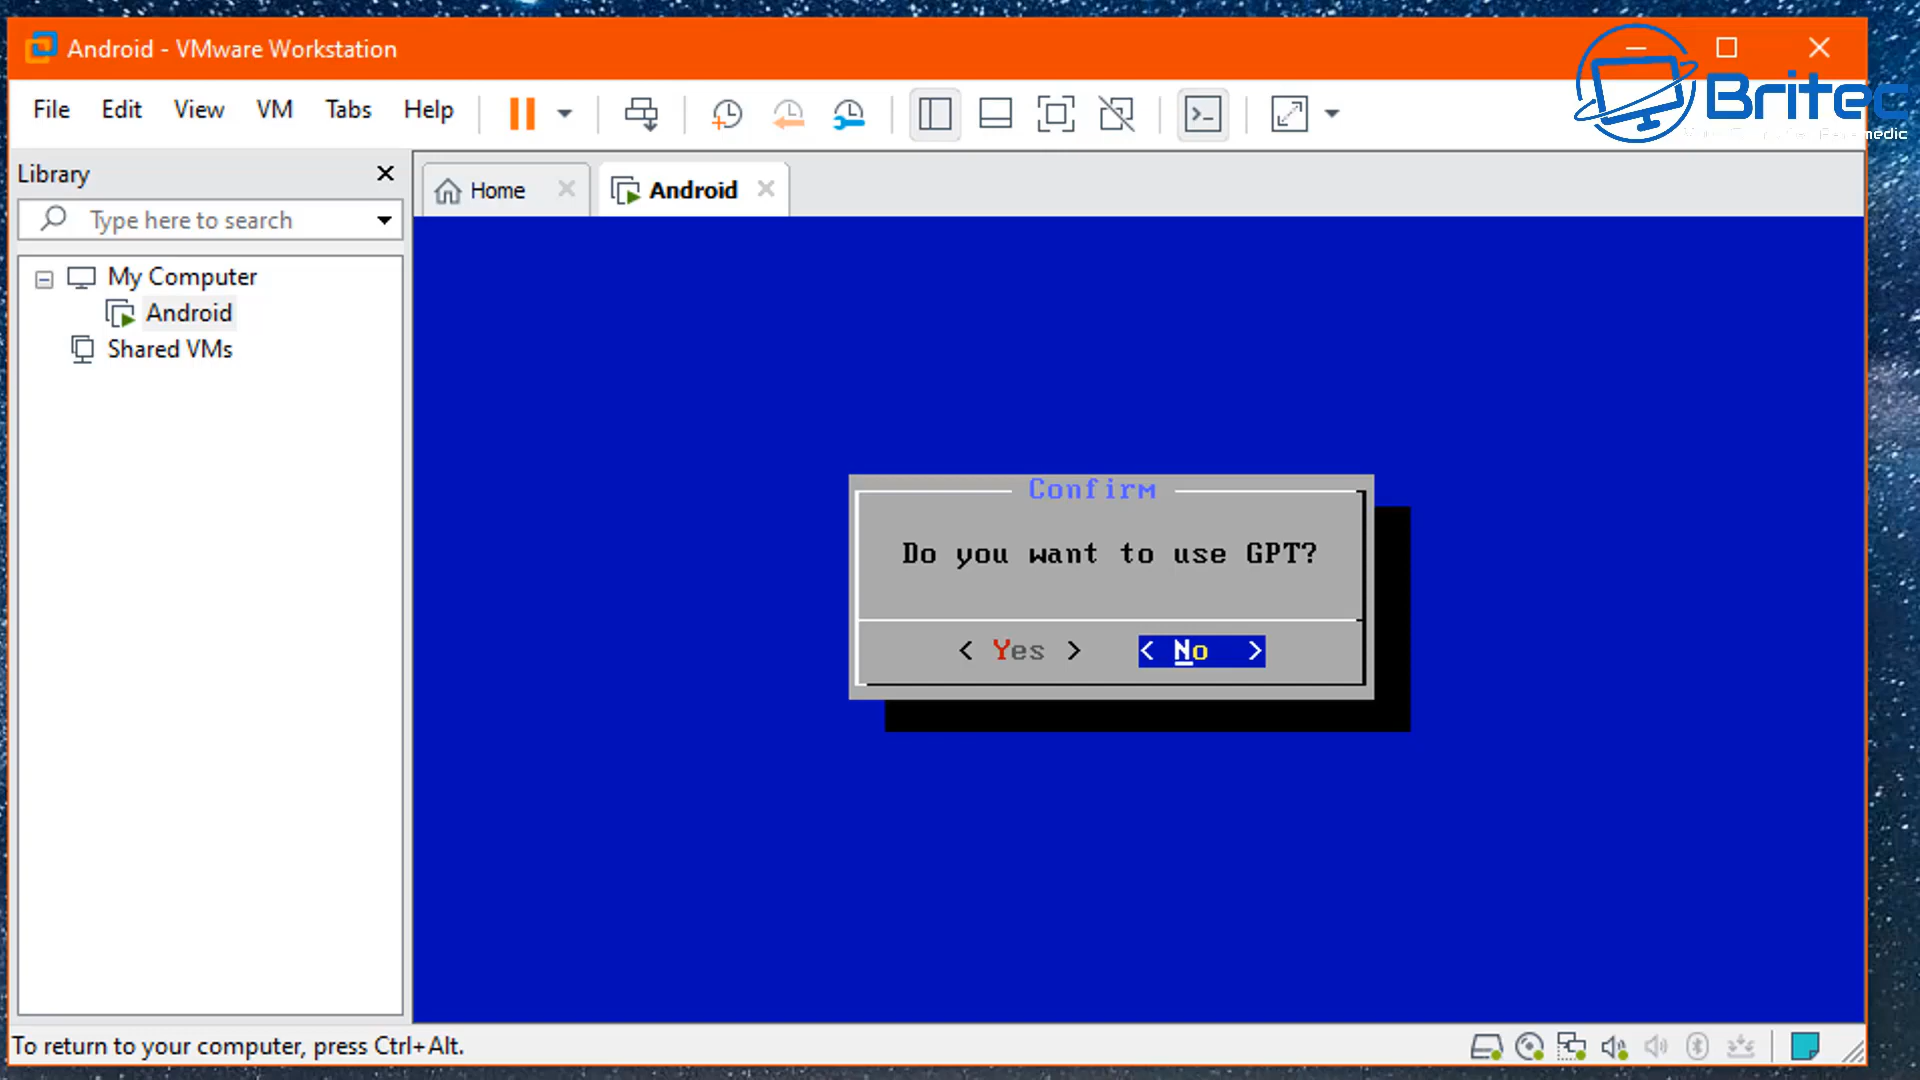 Android - VMware Workstation
Britec
File Edit View VM Tabs Help
Library
Home
Android
Type here to search
My Computer
Android
Shared VMs
Confirm
Do you want to use GPT?
< Yes > < No >
To return to your computer, press Ctrl+Alt.